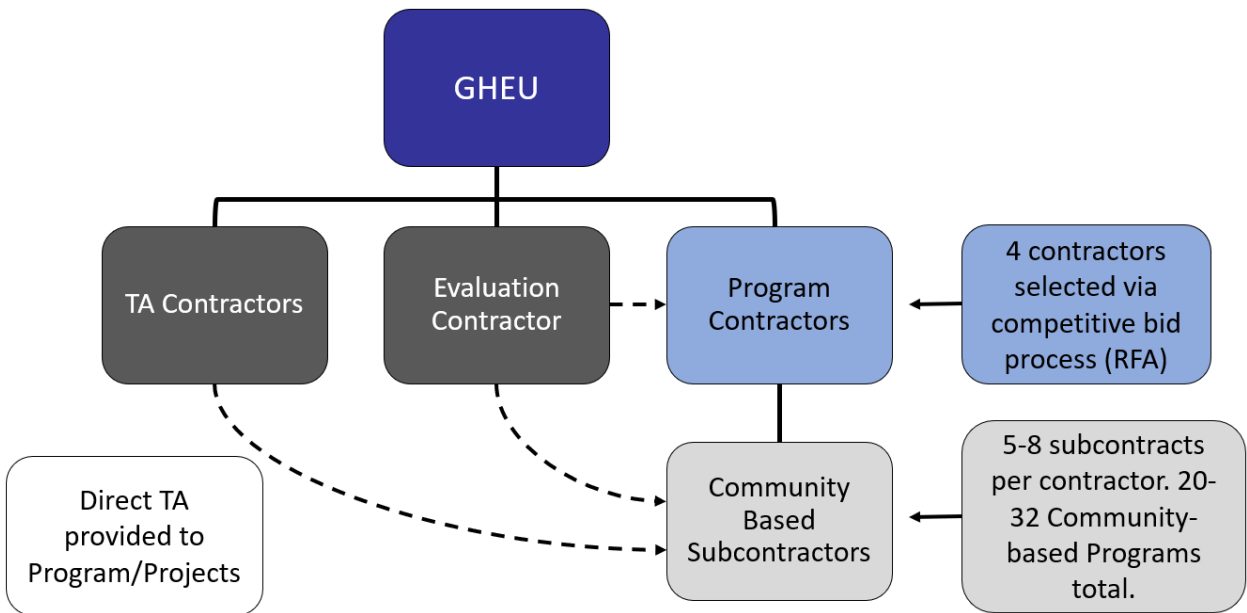 GHEU
TA Contractors
Evaluation
Contractor
Program
Contractors
4 contractors
selected via
competitive bid
process (RFA)
Direct TA
provided to
Program/Projects
Community
Based
Subcontractors
5-8 subcontracts
per contractor. 20-
32 Community-
based Programs
total.